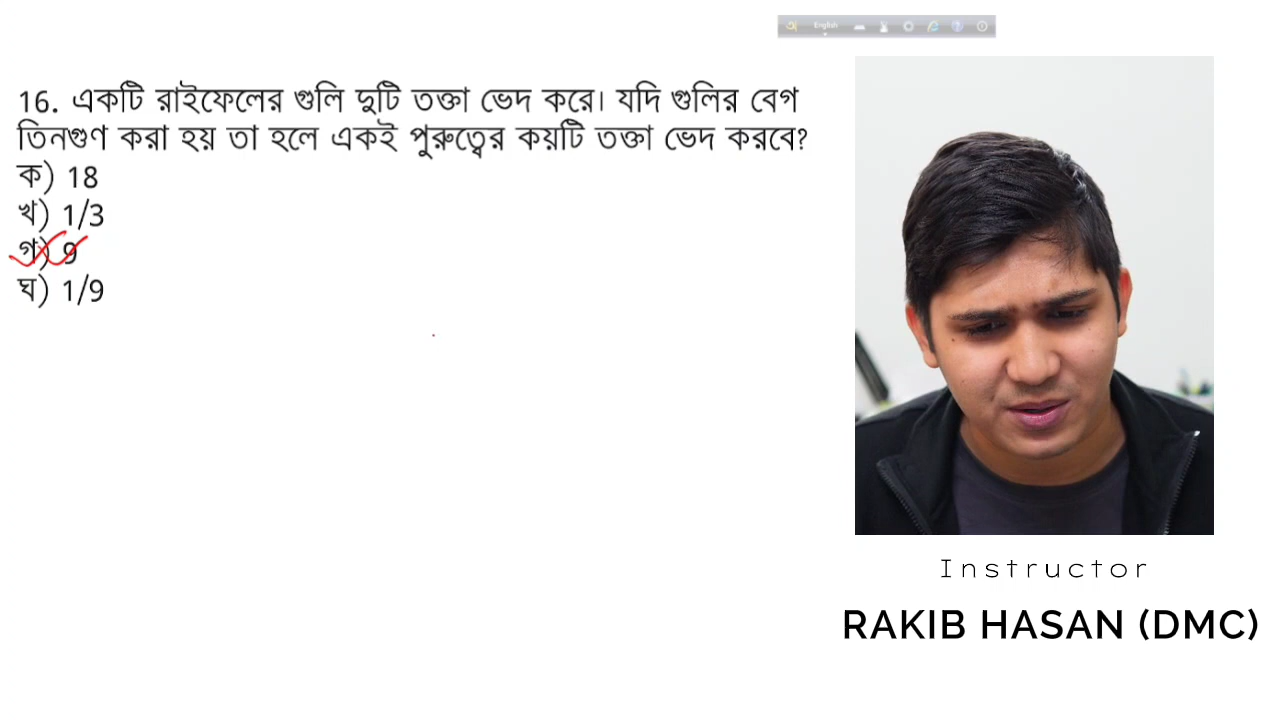 English
16. একটি রাইফেলের গুলি দুটি তক্তা ভেদ করে। যদি গুলির বেগ
তিনগুণ করা হয় তা হলে একই পুরুত্বের কয়টি তক্তা ভেদ করবে?
ক) 18
খ) 1/3
গ) 9
ঘ) 1/9
Instructor
RAKIB HASAN (DMC)